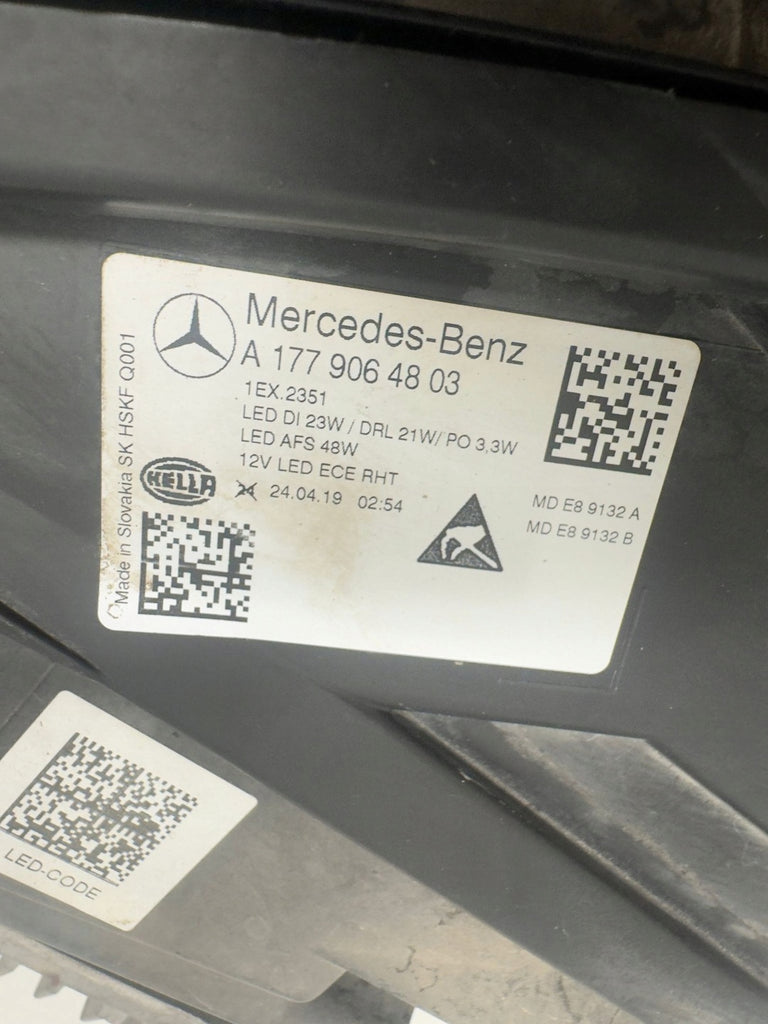 Mercedes-Benz
A 177 906 48 03
1EX.2351
LED DI 23W / DRL 21W/ PO 3,3W
LED AFS 48W
12V LED ECE RHT
24 24.04.19 02:54
HELLA
Made in Slovakia SK HSKF Q001
MD E8 9132 A
MD E8 9132 B
LED-CODE